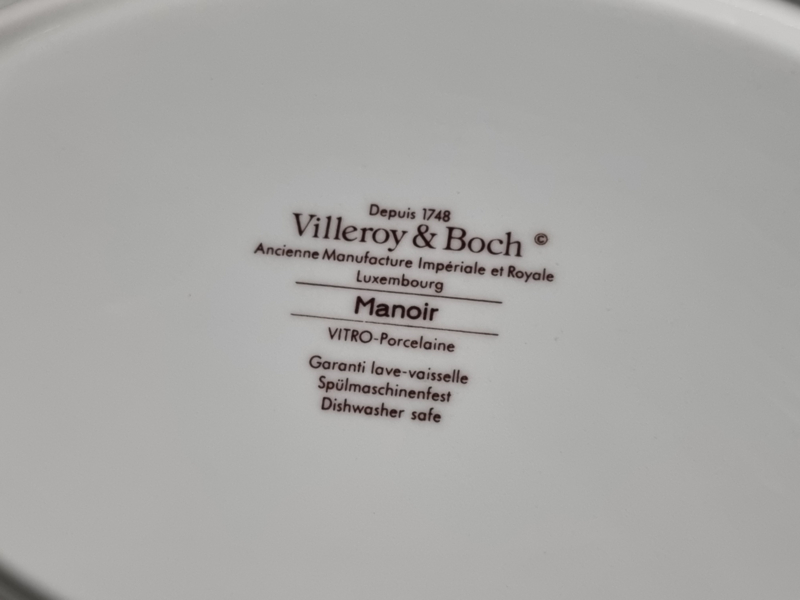 Depuis 1748
Villeroy & Boch ©
Ancienne Manufacture Impériale et Royale
Luxembourg
Manoir
VITRO-Porcelaine
Garanti lave-vaisselle
Spülmaschinenfest
Dishwasher safe